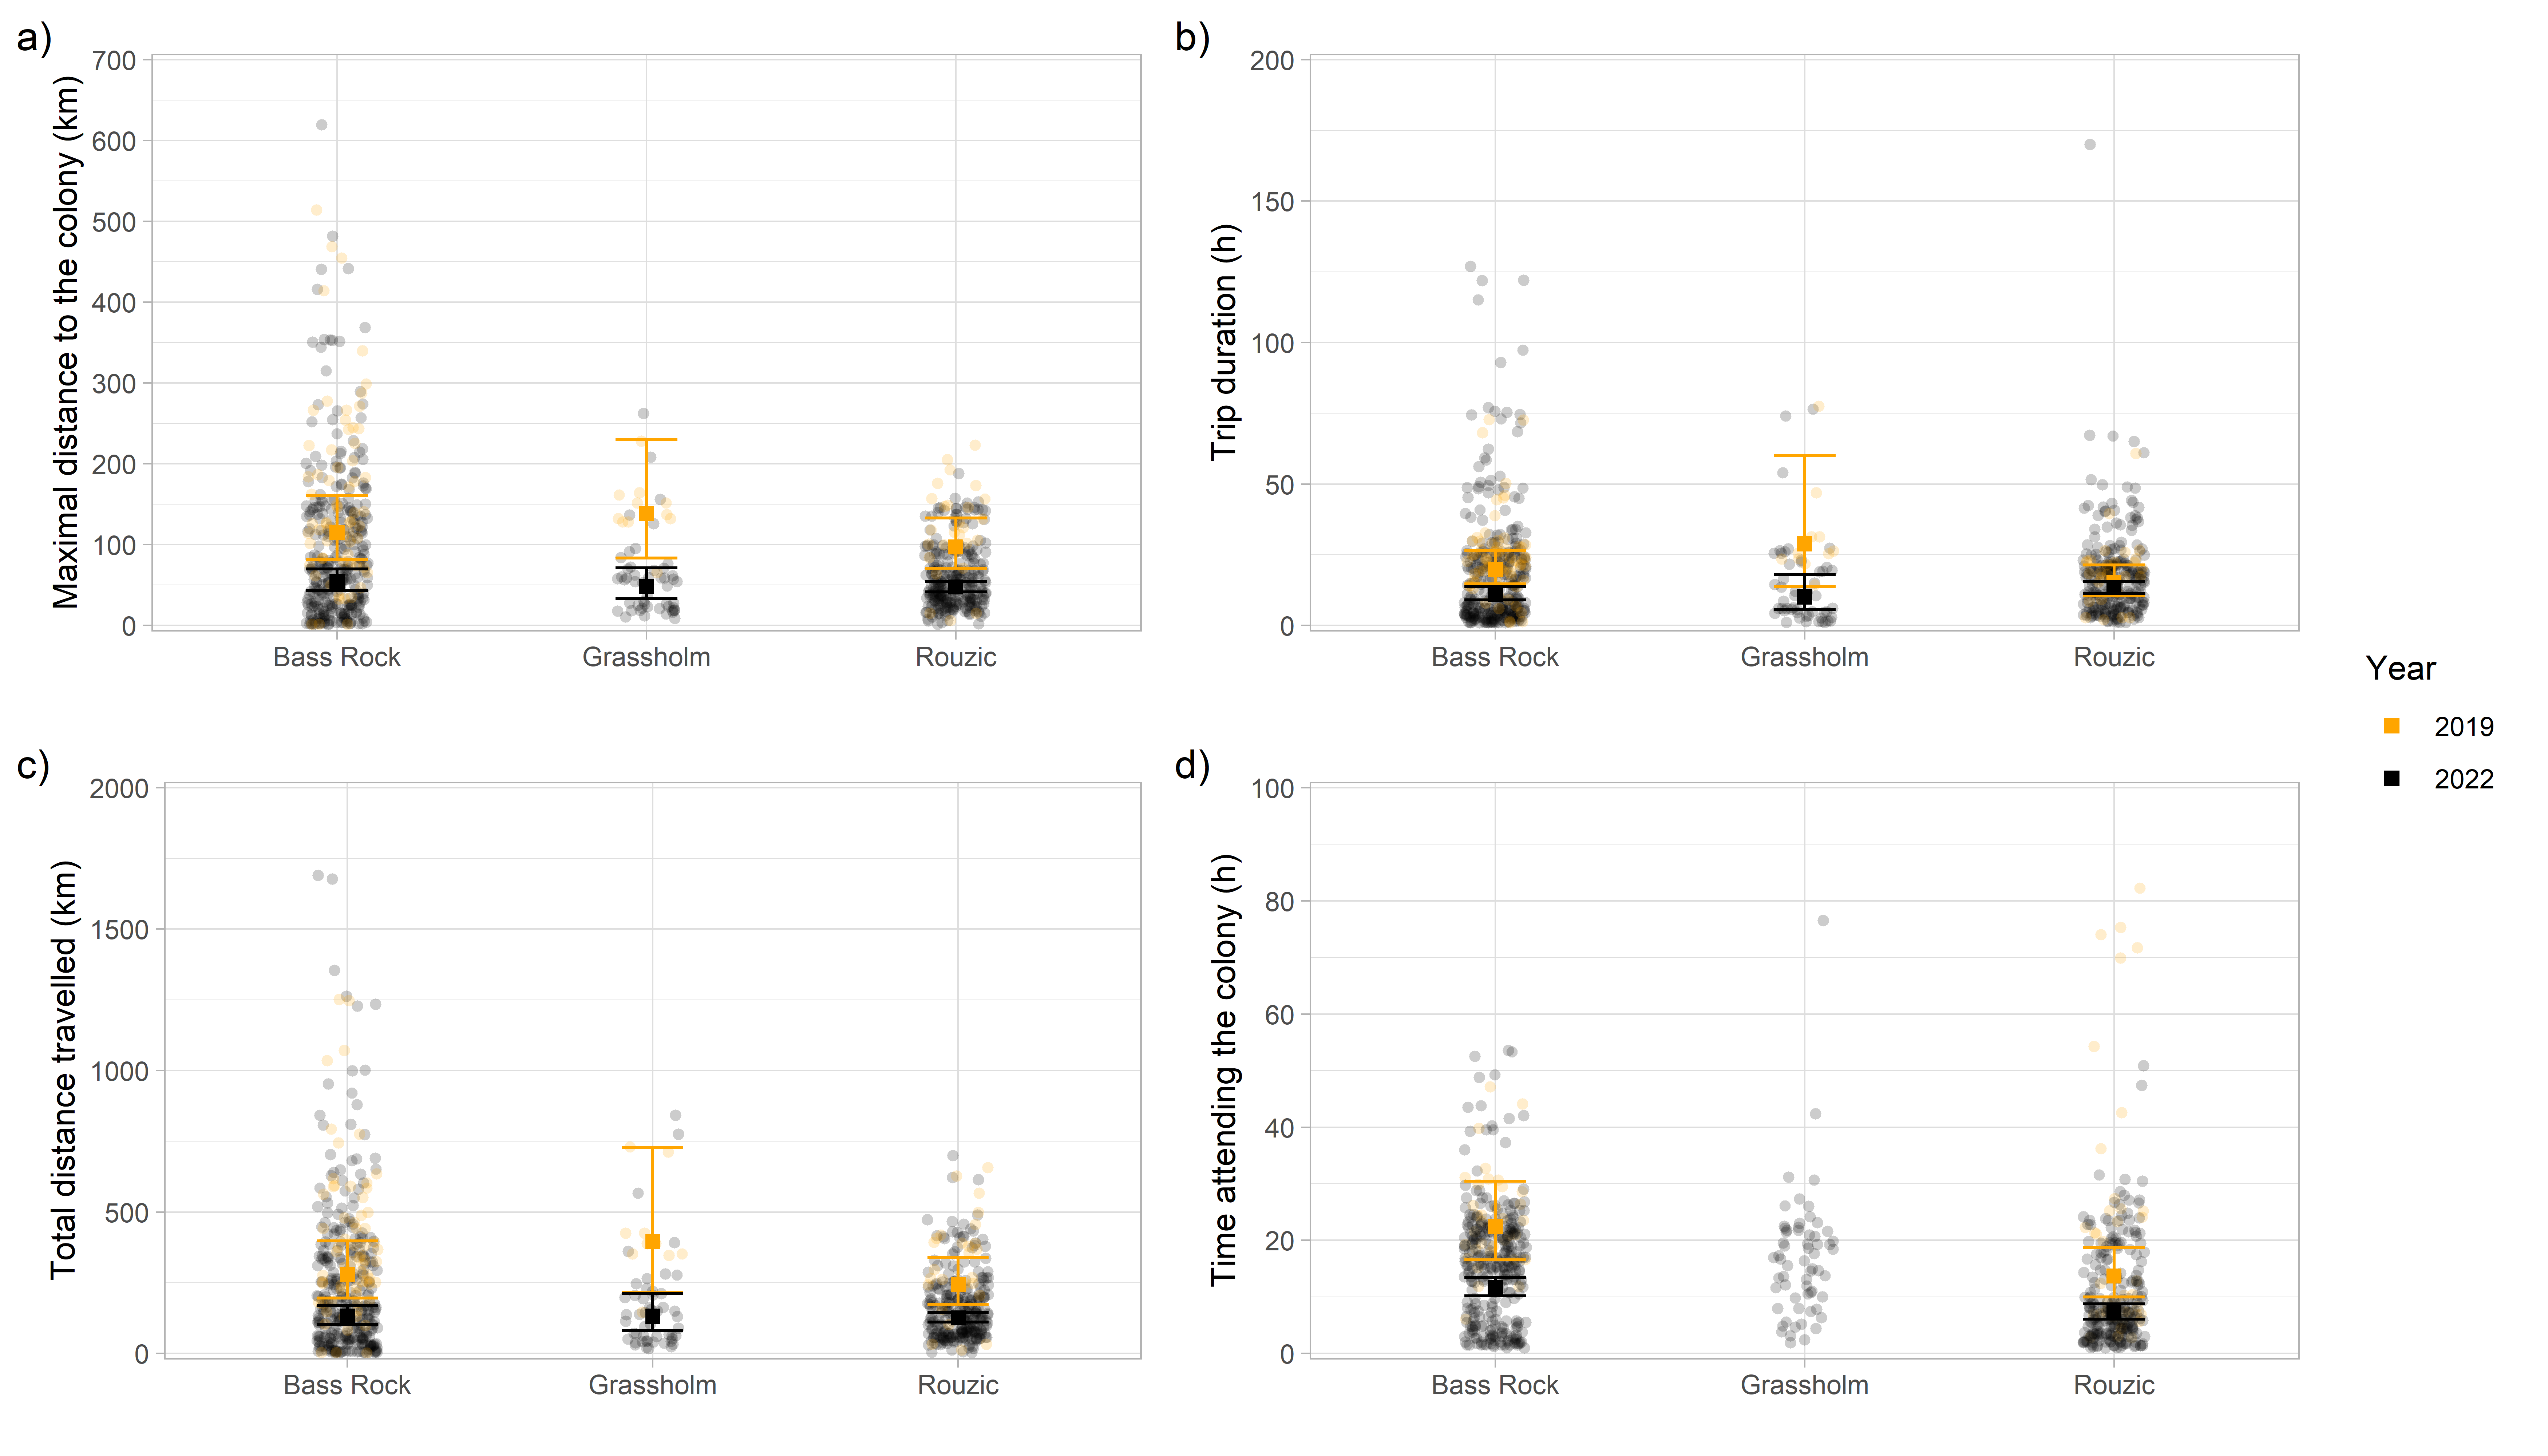 a)
Maximal distance to the colony (km)
700
600
500
400
300
200
100
0
Bass Rock Grassholm Rouzic
b)
Trip duration (h)
200
150
100
50
0
Bass Rock Grassholm Rouzic
c)
Total distance travelled (km)
2000
1500
1000
500
0
Bass Rock Grassholm Rouzic
d)
Time attending the colony (h)
100
80
60
40
20
0
Bass Rock Grassholm Rouzic
Year
2019
2022